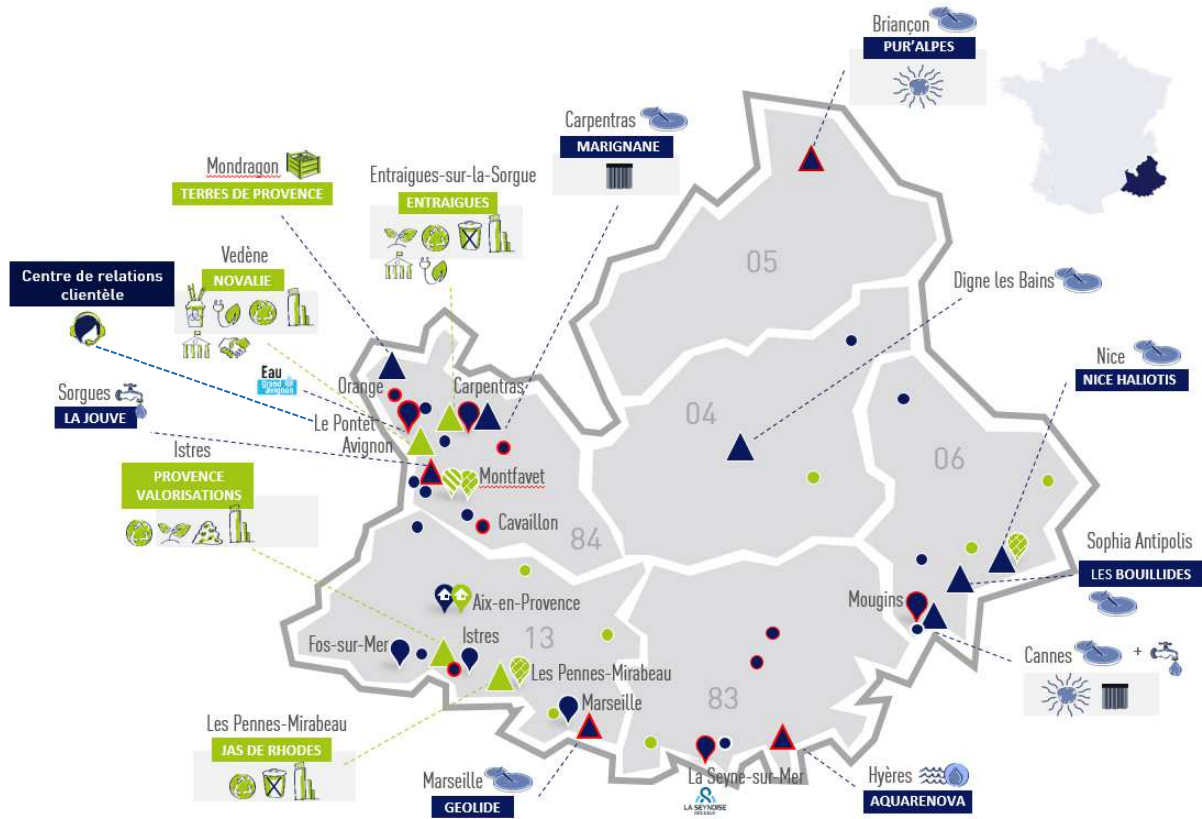 Briançon
PUR'ALPES
Carpentras
MARIGNANE
Mondragon
TERRES DE PROVENCE
Entraigues-sur-la-Sorgue
ENTRAIGUES
Vedène
NOVALIE
Centre de relations
clientèle
05
Digne les Bains
Nice
NICE HALIOTIS
Eau
Grand
avignon
Sorgues
LA JOUVE
Orange
Carpentras
Le Pontet
Avignon
04
06
Istres
PROVENCE
VALORISATIONS
Montfavet
Cavaillon
84
Sophia Antipolis
LES BOUILLIDES
Mougins
Aix-en-Provence
13
Fos-sur-Mer
Istres
Les Pennes-Mirabeau
Marseille
83
Cannes
+
Les Pennes-Mirabeau
JAS DE RHODES
Marseille
GEOLIDE
La Seyne-sur-Mer
LA SEYNOISE
DES EAUX
Hyères
AQUARENOVA